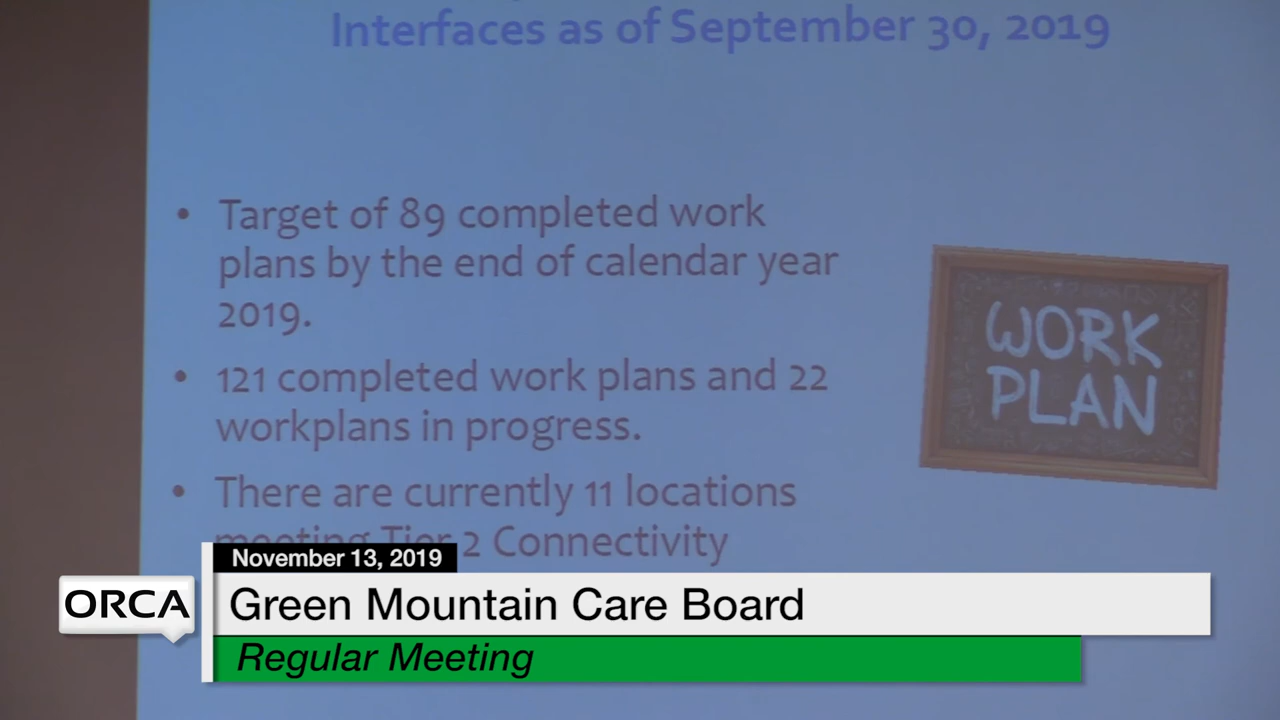 Interfaces as of September 30, 2019
• Target of 89 completed work
plans by the end of calendar year
2019.
• 121 completed work plans and 22
workplans in progress.
• There are currently 11 locations
meeting Tier 2 Connectivity
WORK
PLAN
November 13, 2019
ORCA
Green Mountain Care Board
Regular Meeting